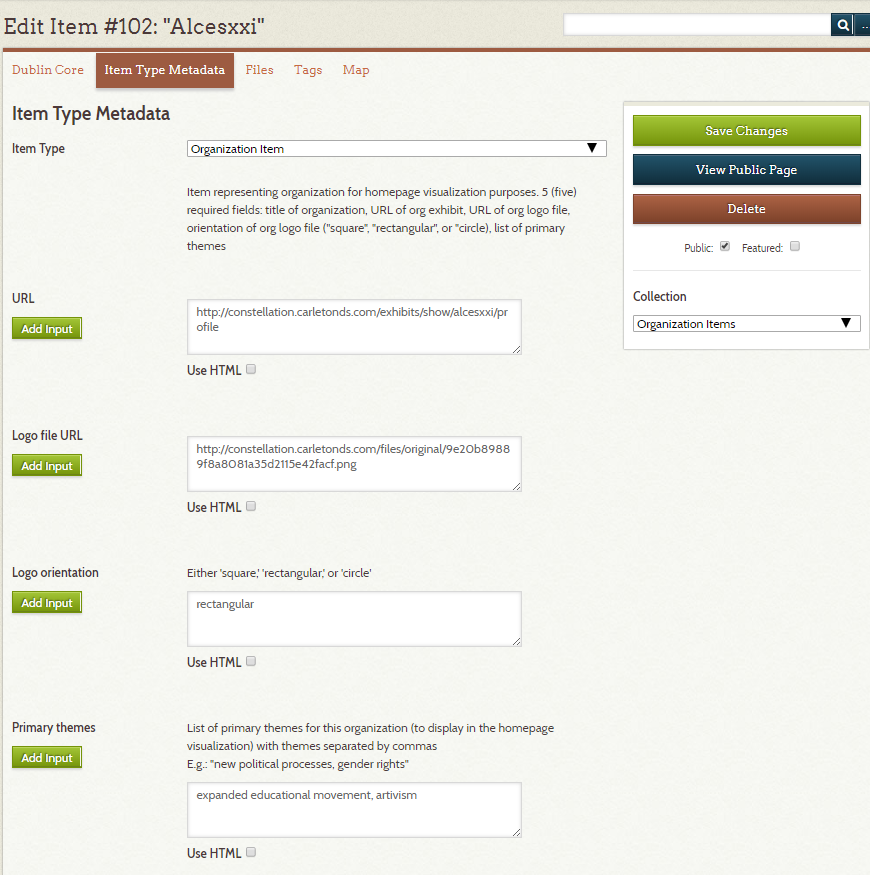 Edit Item #102: "Alcesxxi"
...
Dublin Core
Item Type Metadata
Files
Tags
Map
Item Type Metadata
Item Type
Organization Item
Item representing organization for homepage visualization purposes. 5 (five)
required fields: title of organization, URL of org exhibit, URL of org logo file,
orientation of org logo file ("square", "rectangular", or "circle), list of primary
themes
Save Changes
View Public Page
Delete
Public:
Featured:
Collection
Organization Items
URL
Add Input
http://constellation.carletonds.com/exhibits/show/alcesxxi/pr
ofile
Use HTML
Logo file URL
Add Input
http://constellation.carletonds.com/files/original/9e20b8988
9f8a8081a35d2115e42facf.png
Use HTML
Logo orientation
Add Input
Either 'square,' 'rectangular,' or 'circle'
rectangular
Use HTML
Primary themes
Add Input
List of primary themes for this organization (to display in the homepage
visualization) with themes separated by commas
E.g.: "new political processes, gender rights"
expanded educational movement, artivism
Use HTML